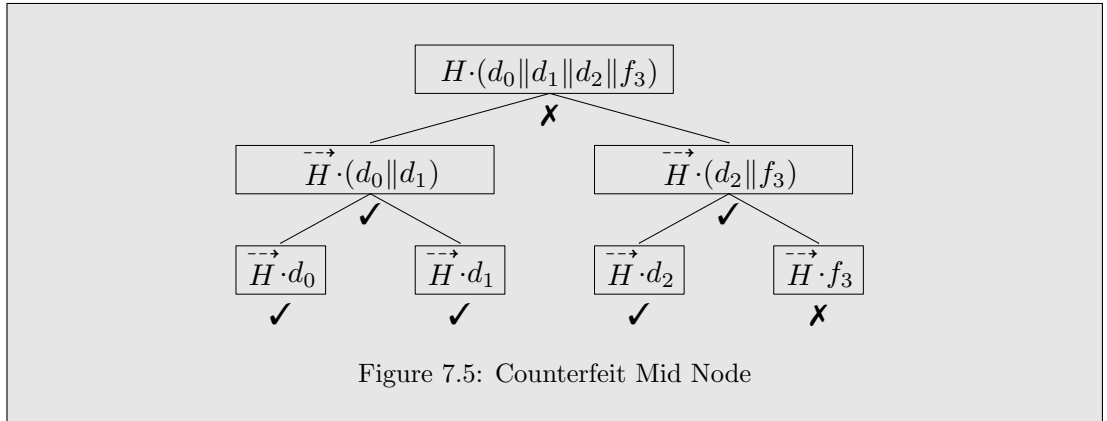 H·(d₀‖d₁‖d₂‖f₃)
✗
H⃗·(d₀‖d₁) H⃗·(d₂‖f₃)
✓ ✓
H⃗·d₀ H⃗·d₁ H⃗·d₂ H⃗·f₃
✓ ✓ ✓ ✗
Figure 7.5: Counterfeit Mid Node